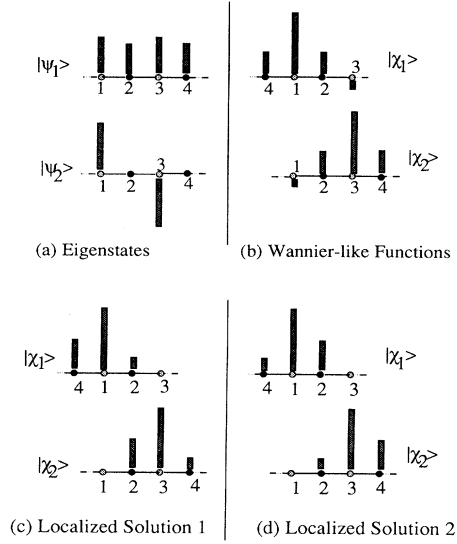 |ψ1>
1 2 3 4
|ψ2>
3
1 2 4
(a) Eigenstates
|χ1>
3
4 1 2
|χ2>
1
2 3 4
(b) Wannier-like Functions
|χ1>
4 1 2 3
|χ2>
1 2 3 4
(c) Localized Solution 1
|χ1>
4 1 2 3
|χ2>
1 2 3 4
(d) Localized Solution 2